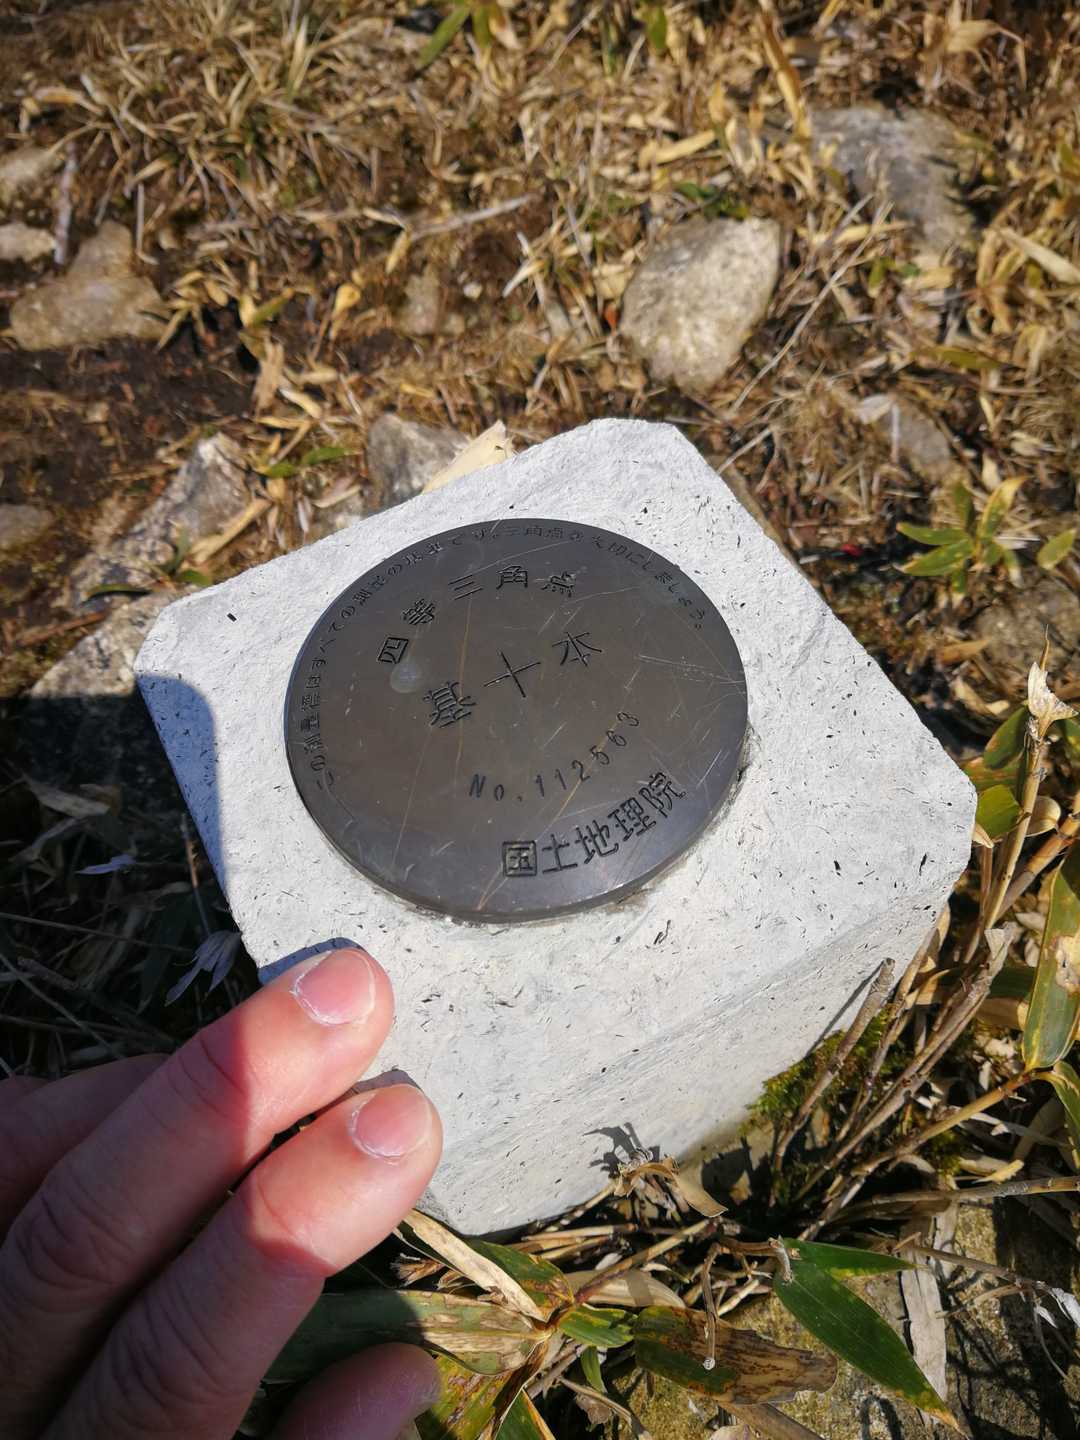 この測量標はすべての測量の基準です。三角点を大切にしましょう。
四等三角点
基本
No.112563
国土地理院